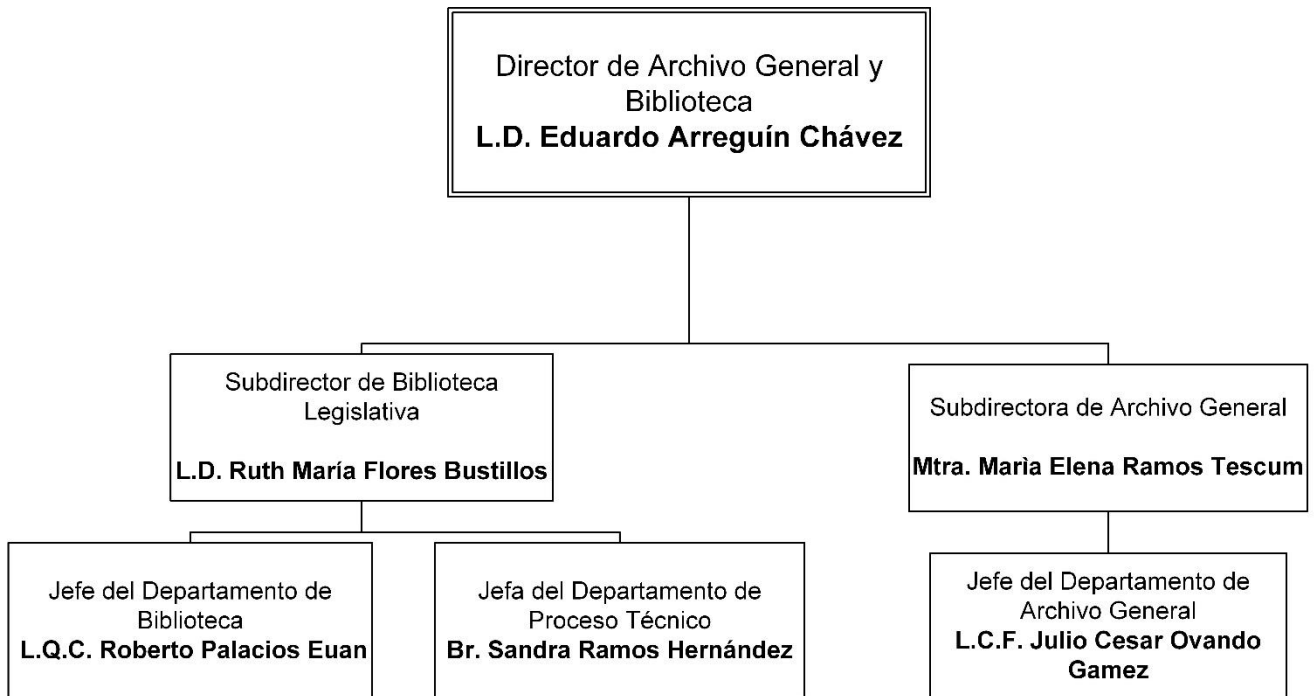 Director de Archivo General y
Biblioteca
L.D. Eduardo Arreguín Chávez
Subdirector de Biblioteca
Legislativa
L.D. Ruth María Flores Bustillos
Subdirectora de Archivo General
Mtra. Marìa Elena Ramos Tescum
Jefe del Departamento de
Biblioteca
L.Q.C. Roberto Palacios Euan
Jefa del Departamento de
Proceso Técnico
Br. Sandra Ramos Hernández
Jefe del Departamento de
Archivo General
L.C.F. Julio Cesar Ovando
Gamez